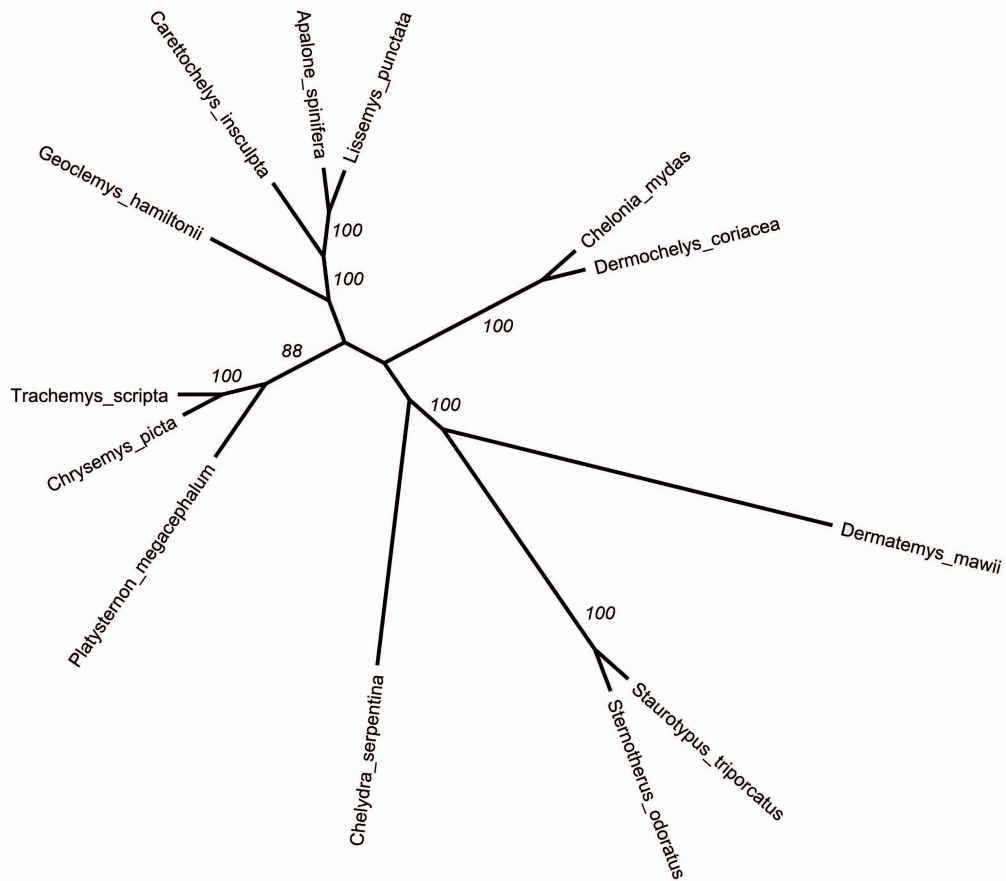 Carettochelys_insculpta
Apalone_spinifera
Lissemys_punctata
Geoclemys_hamiltonii
Chelonia_mydas
Dermochelys_coriacea
100
100
100
88
100
Trachemys_scripta
Chrysemys_picta
100
Platysternon_megacephalum
Dermatemys_mawii
100
Chelydra_serpentina
Staurotypus_triporcatus
Sternotherus_odoratus